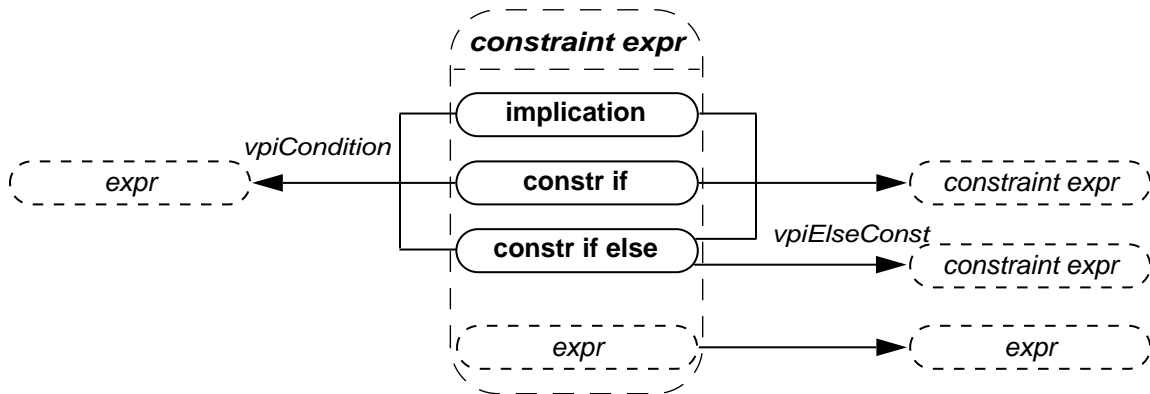 constraint expr
implication
vpiCondition
expr
constr if
constraint expr
constr if else
vpiElseConst
constraint expr
expr
expr